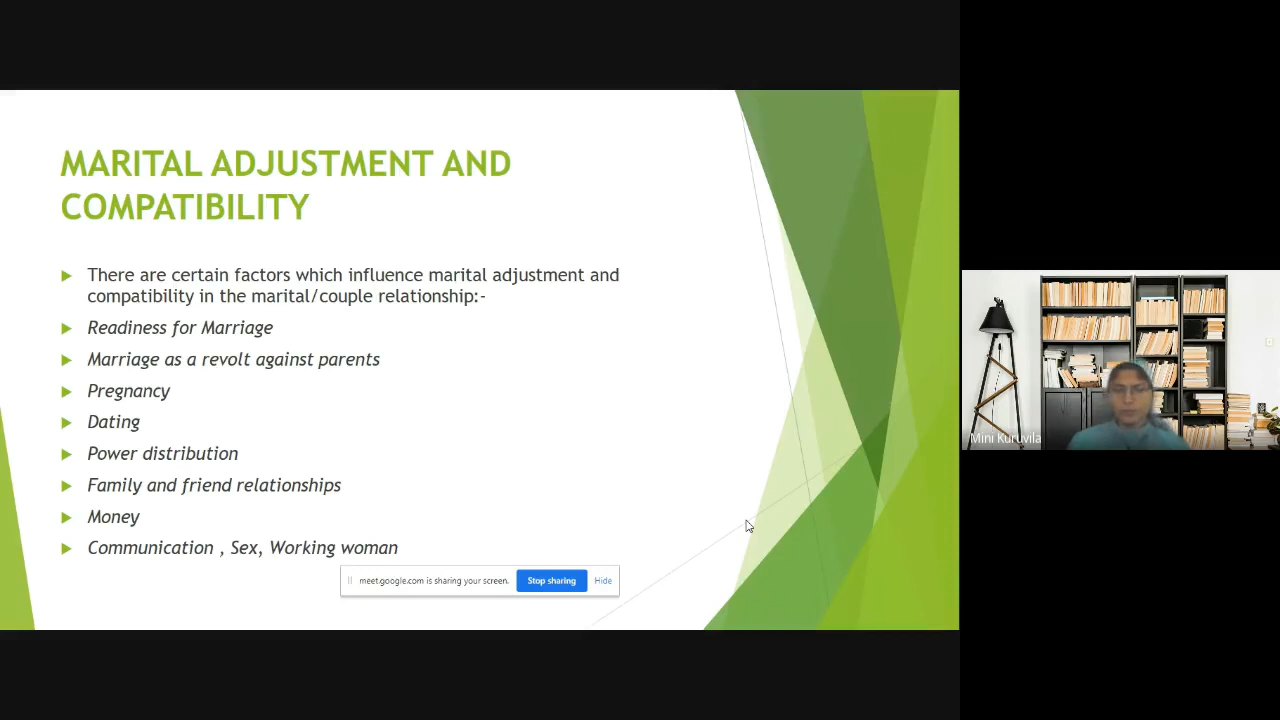 MARITAL ADJUSTMENT AND
COMPATIBILITY
There are certain factors which influence marital adjustment and
compatibility in the marital/couple relationship:-
Readiness for Marriage
Marriage as a revolt against parents
Pregnancy
Dating
Power distribution
Family and friend relationships
Money
Communication , Sex, Working woman
meet.google.com is sharing your screen. Stop sharing Hide
Mini Kuruvila